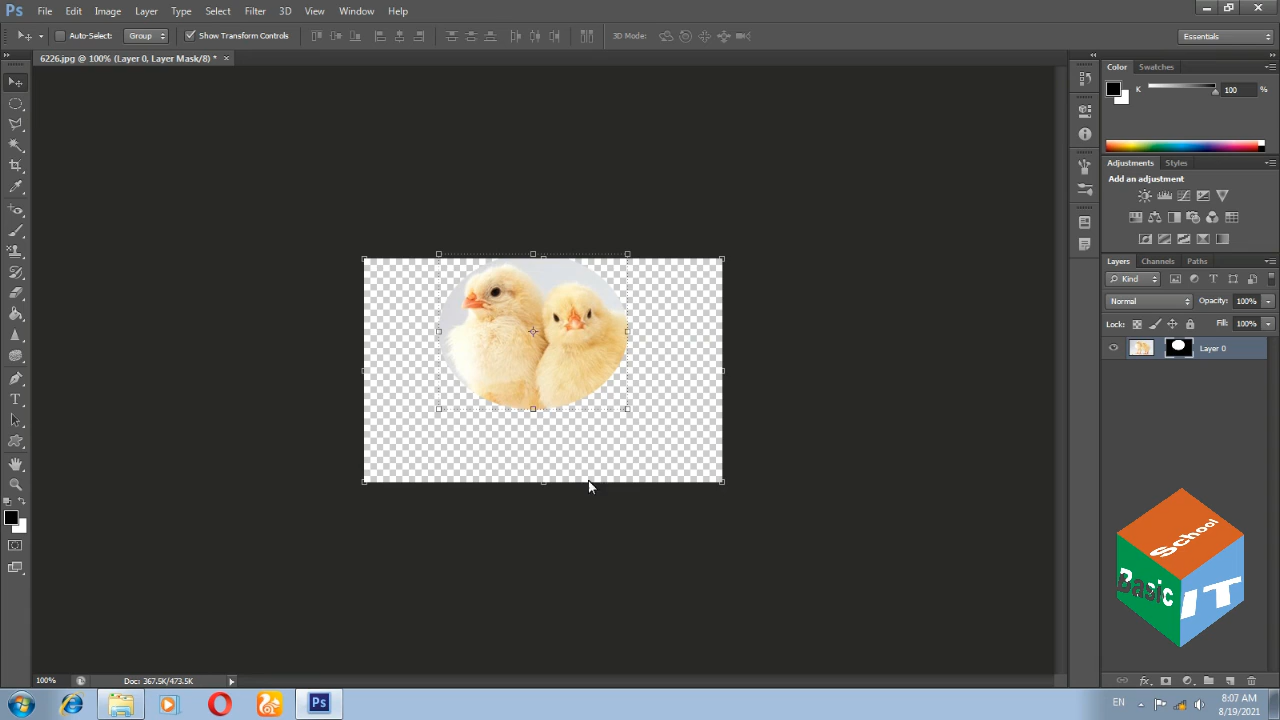 Ps File Edit Image Layer Type Select Filter 3D View Window Help
Auto-Select: Group Show Transform Controls 3D Mode: Essentials
6226.jpg @ 100% (Layer 0, Layer Mask/8) * ×
Color Swatches
K 100 %
Adjustments Styles
Add an adjustment
Layers Channels Paths
Kind
Normal Opacity: 100%
Lock: Fill: 100%
Layer 0
School
Basic IT
100% Doc: 367.5K/473.5K
Ps EN 8:07 AM
8/19/2021